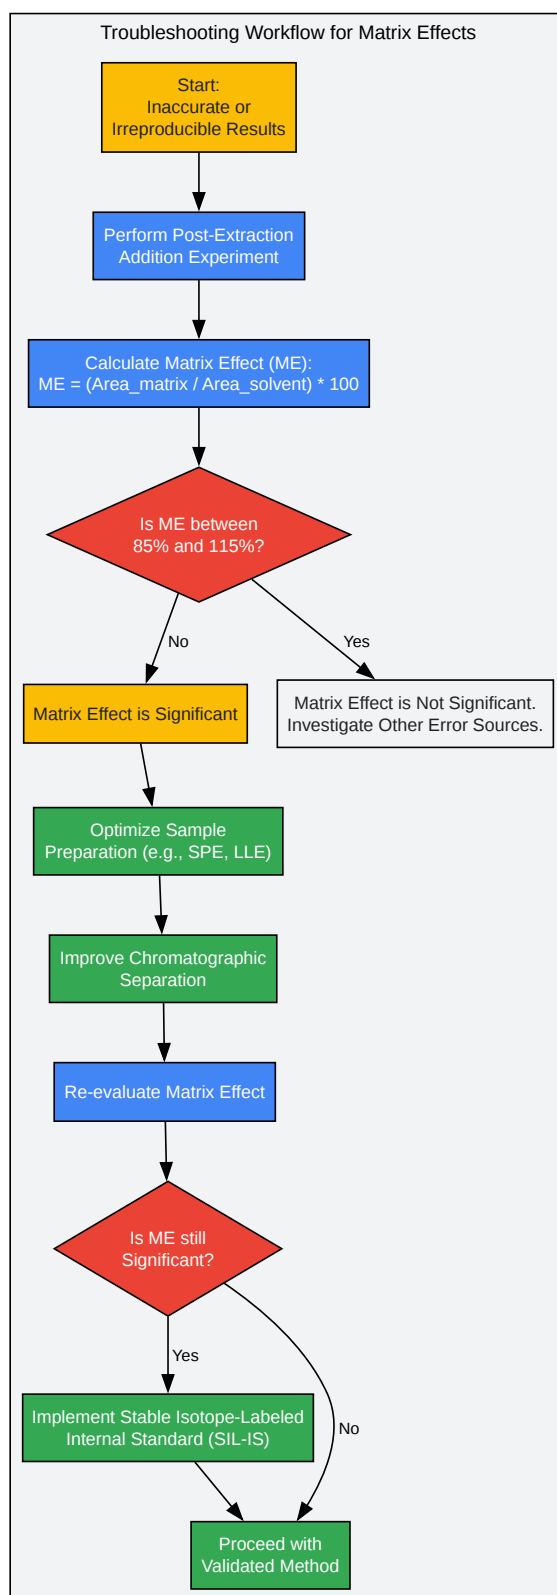 Troubleshooting Workflow for Matrix Effects
Start:
Inaccurate or
Irreproducible Results
Perform Post-Extraction
Addition Experiment
Calculate Matrix Effect (ME):
ME = (Area_matrix / Area_solvent) * 100
Is ME between
85% and 115%?
No
Yes
Matrix Effect is Significant
Matrix Effect is Not Significant.
Investigate Other Error Sources.
Optimize Sample
Preparation (e.g., SPE, LLE)
Improve Chromatographic
Separation
Re-evaluate Matrix Effect
Is ME still
Significant?
Yes
Implement Stable Isotope-Labeled
Internal Standard (SIL-IS)
No
Proceed with
Validated Method